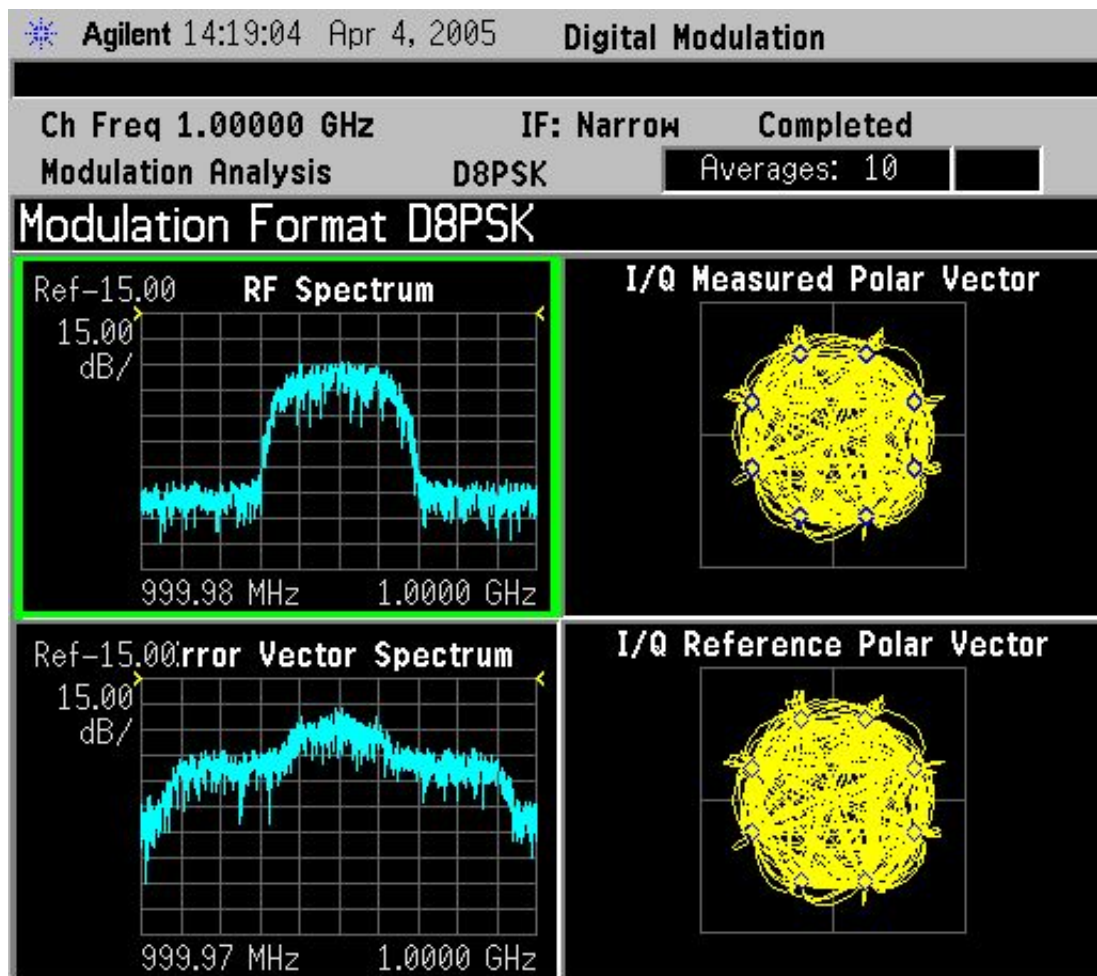 Agilent 14:19:04 Apr 4, 2005 Digital Modulation
Ch Freq 1.00000 GHz IF: Narrow Completed
Modulation Analysis D8PSK Averages: 10
Modulation Format D8PSK
Ref-15.00 RF Spectrum
15.00
dB/
999.98 MHz 1.0000 GHz
I/Q Measured Polar Vector
Ref-15.00 rror Vector Spectrum
15.00
dB/
999.97 MHz 1.0000 GHz
I/Q Reference Polar Vector